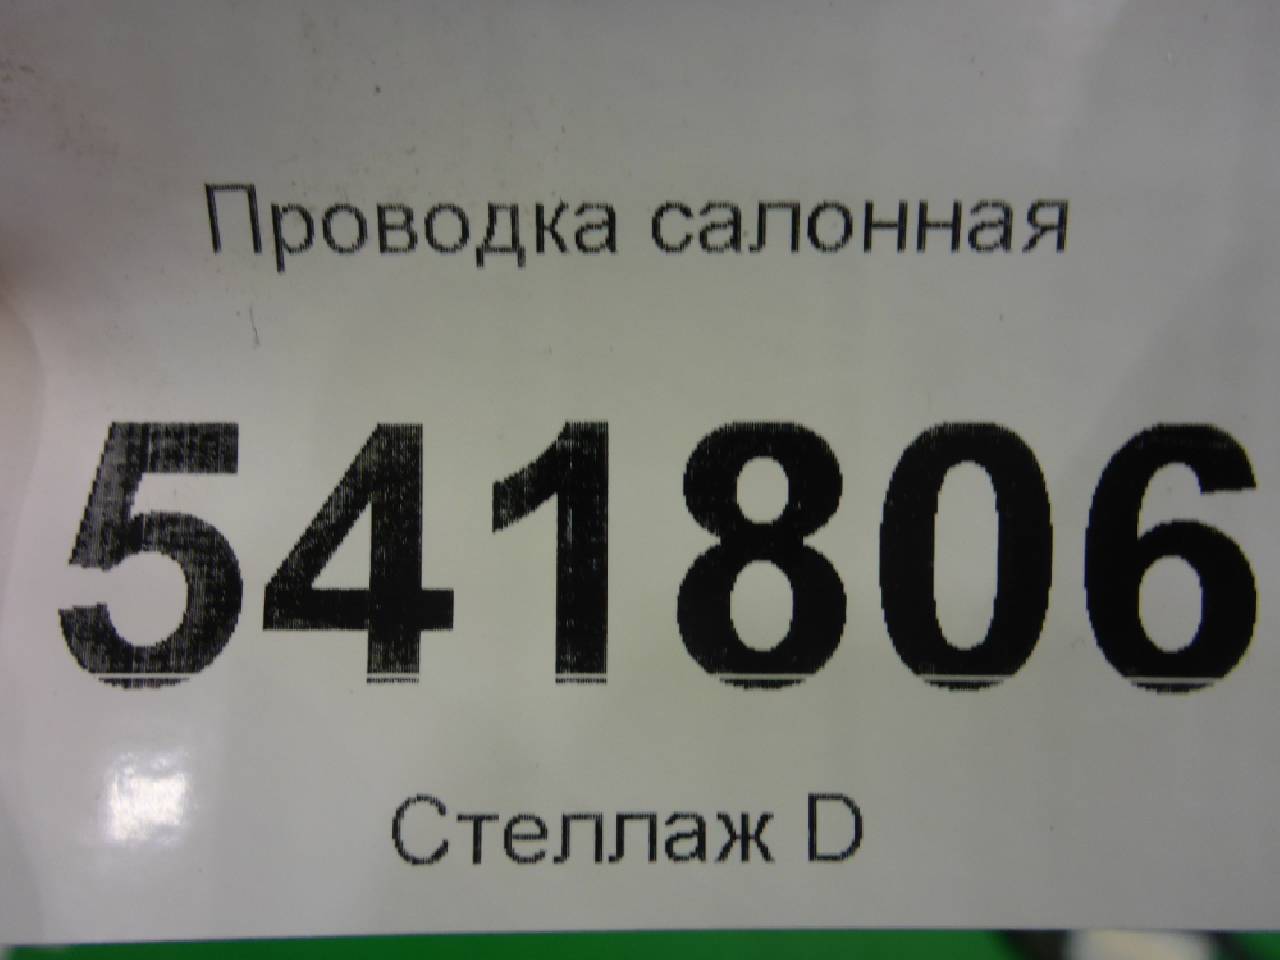 Проводка салонная
541806
Стеллаж D